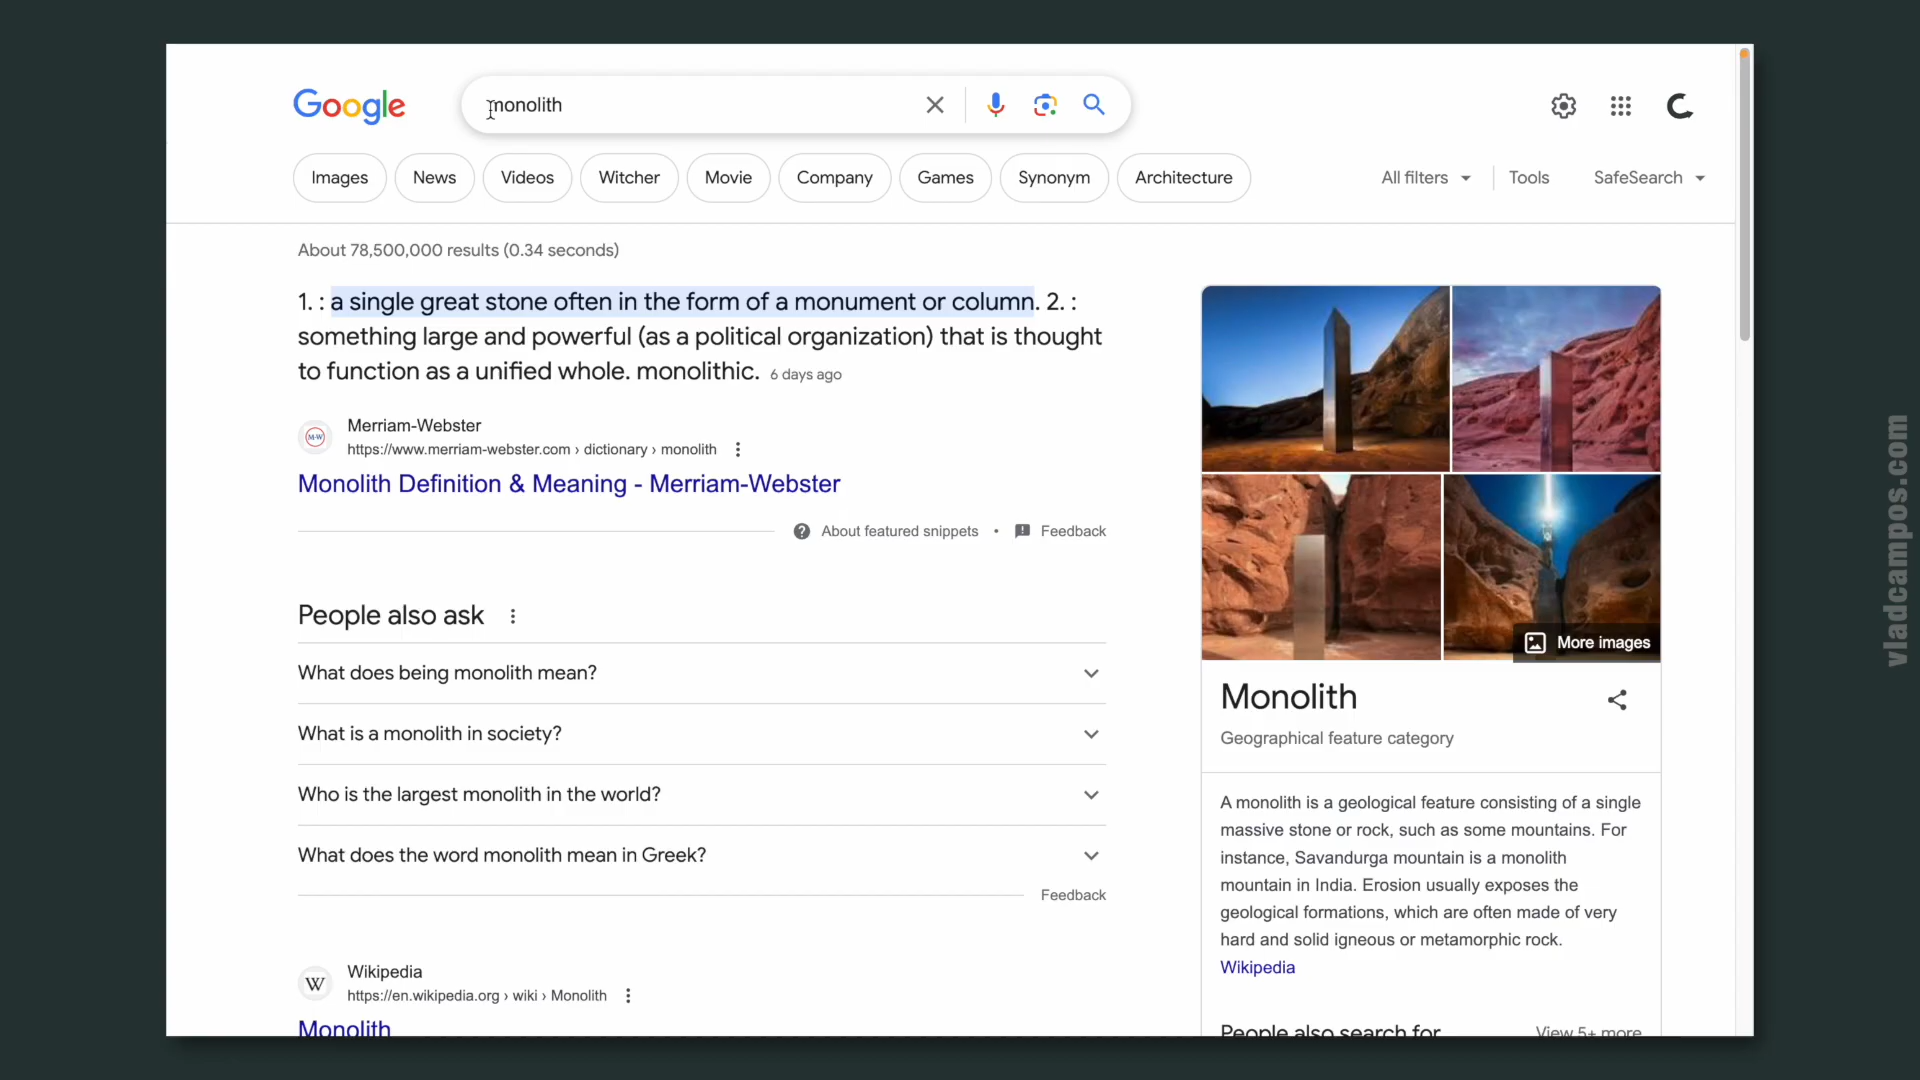 Google
monolith
Images
News
Videos
Witcher
Movie
Company
Games
Synonym
Architecture
All filters
Tools
SafeSearch
About 78,500,000 results (0.34 seconds)
1. : a single great stone often in the form of a monument or column. 2. :
something large and powerful (as a political organization) that is thought
to function as a unified whole. monolithic. 6 days ago
M-W
Merriam-Webster
https://www.merriam-webster.com › dictionary › monolith
Monolith Definition & Meaning - Merriam-Webster
About featured snippets • Feedback
People also ask
What does being monolith mean?
What is a monolith in society?
Who is the largest monolith in the world?
What does the word monolith mean in Greek?
Feedback
W
Wikipedia
https://en.wikipedia.org › wiki › Monolith
Monolith
More images
Monolith
Geographical feature category
A monolith is a geological feature consisting of a single
massive stone or rock, such as some mountains. For
instance, Savandurga mountain is a monolith
mountain in India. Erosion usually exposes the
geological formations, which are often made of very
hard and solid igneous or metamorphic rock.
Wikipedia
People also search for
View 5+ more
vladcampos.com